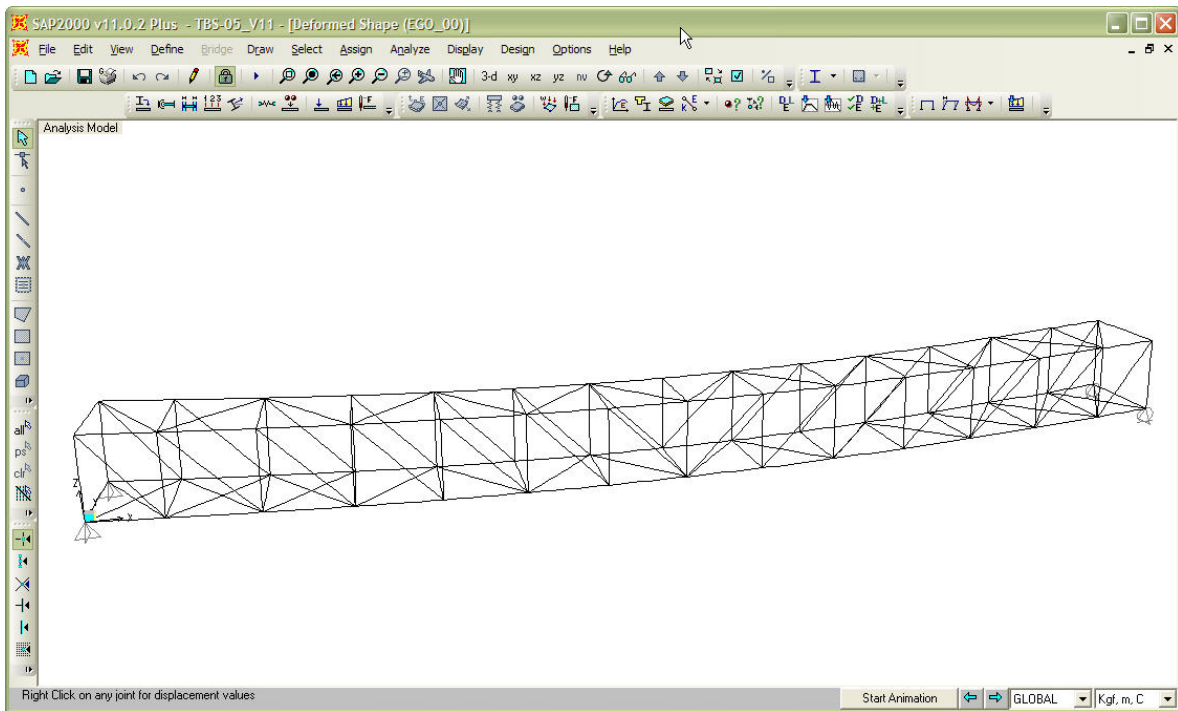 SAP2000 v11.0.2 Plus - TBS-05_V11 - [Deformed Shape (EGO_00)]
File Edit View Define Bridge Draw Select Assign Analyze Display Design Options Help
3-d xy xz yz nv
Analysis Model
all
ps
clr
Z
Y
X
Right Click on any joint for displacement values
Start Animation
GLOBAL
Kgf, m, C